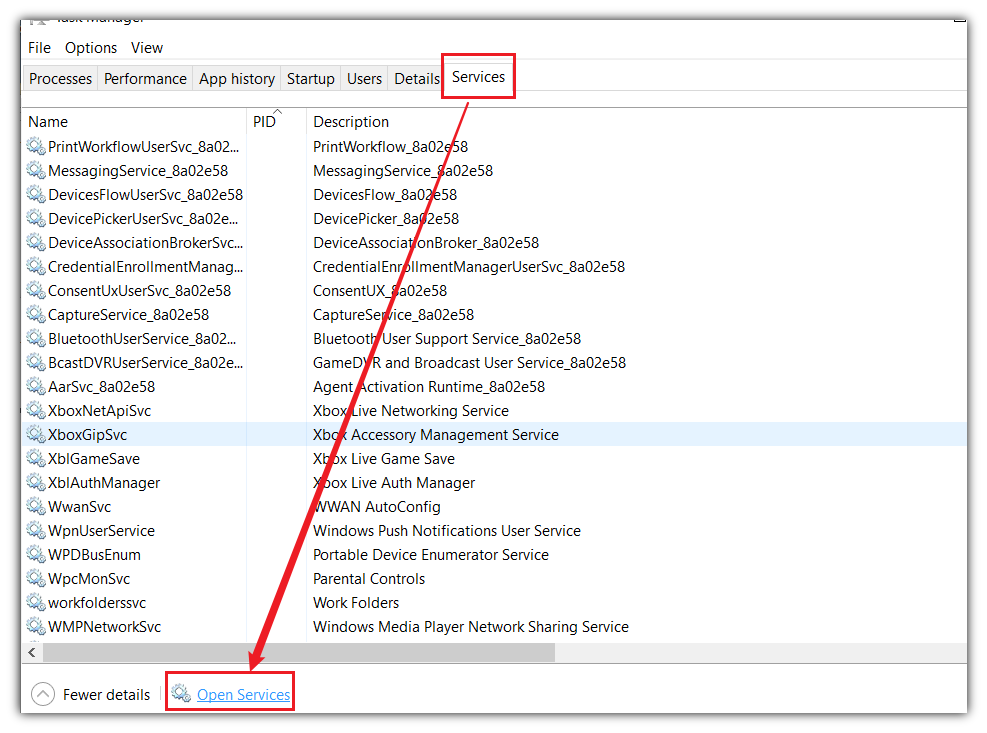 Task Manager
File Options View
Processes Performance App history Startup Users Details Services
Name PID Description
PrintWorkflowUserSvc_8a02... PrintWorkflow_8a02e58
MessagingService_8a02e58 MessagingService_8a02e58
DevicesFlowUserSvc_8a02e58 DevicesFlow_8a02e58
DevicePickerUserSvc_8a02e... DevicePicker_8a02e58
DeviceAssociationBrokerSvc... DeviceAssociationBroker_8a02e58
CredentialEnrollmentManag... CredentialEnrollmentManagerUserSvc_8a02e58
ConsentUxUserSvc_8a02e58 ConsentUX_8a02e58
CaptureService_8a02e58 CaptureService_8a02e58
BluetoothUserService_8a02... Bluetooth User Support Service_8a02e58
BcastDVRUserService_8a02e... GameDVR and Broadcast User Service_8a02e58
AarSvc_8a02e58 Agent Activation Runtime_8a02e58
XboxNetApiSvc Xbox Live Networking Service
XboxGipSvc Xbox Accessory Management Service
XblGameSave Xbox Live Game Save
XblAuthManager Xbox Live Auth Manager
WwanSvc WWAN AutoConfig
WpnUserService Windows Push Notifications User Service
WPDBusEnum Portable Device Enumerator Service
WpcMonSvc Parental Controls
workfolderssvc Work Folders
WMPNetworkSvc Windows Media Player Network Sharing Service
Fewer details Open Services